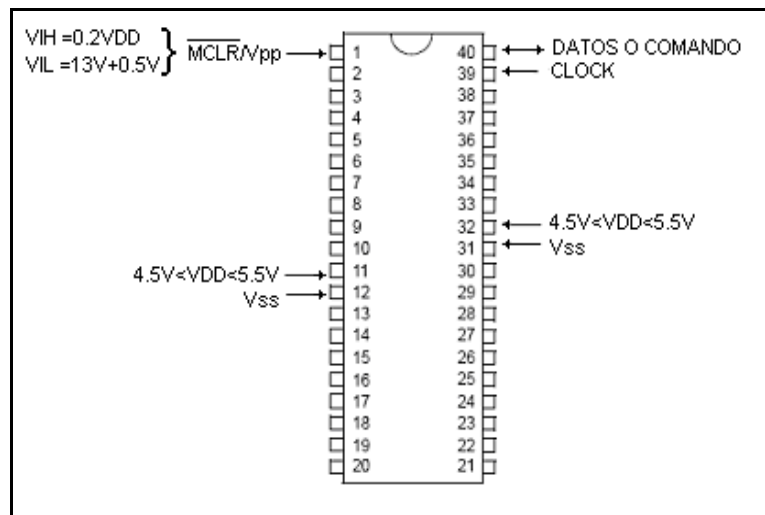 VIH =0.2VDD
VIL =13V+0.5V
MCLR/Vpp
1 40 DATOS O COMANDO
2 39 CLOCK
3 38
4 37
5 36
6 35
7 34
8 33
9 32 4.5V<VDD<5.5V
10 31 Vss
4.5V<VDD<5.5V 11 30
Vss 12 29
13 28
14 27
15 26
16 25
17 24
18 23
19 22
20 21